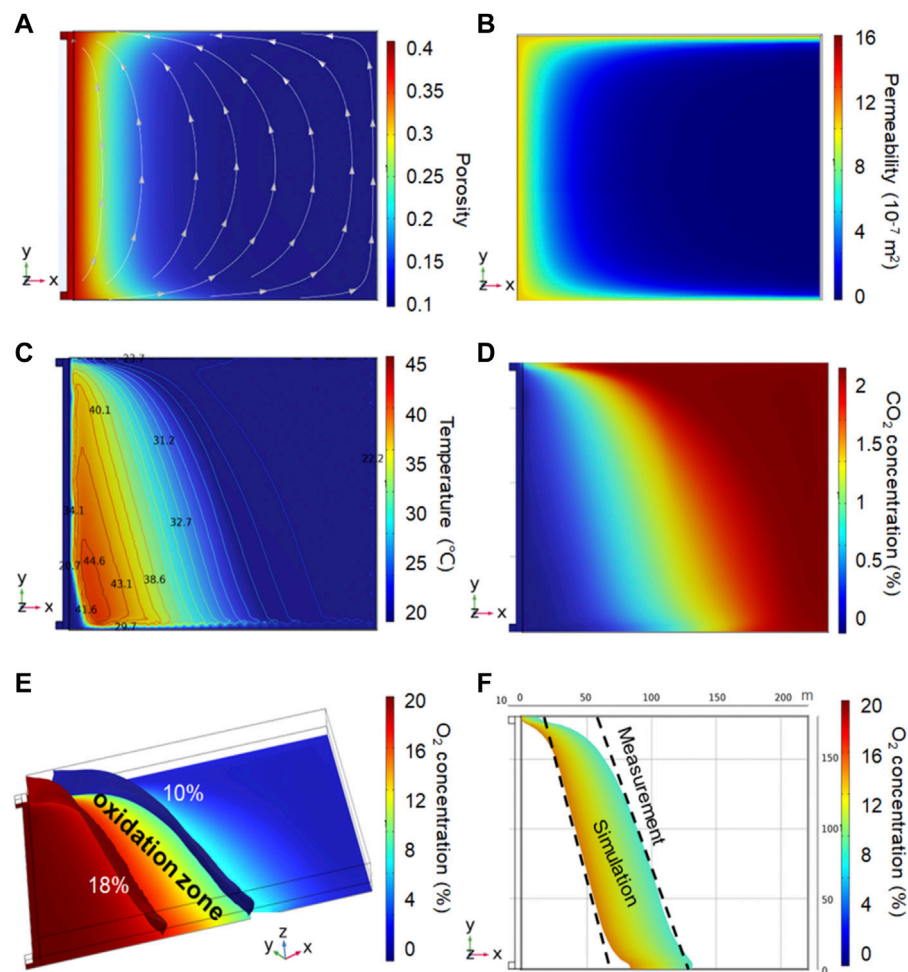 A
0.4
0.35
0.3
0.25
0.2
0.15
0.1
Porosity
y
z x
B
16
12
8
4
0
Permeability (10⁻⁷ m²)
y
z x
C
23.7
40.1
31.2
22.2
34.1
32.7
20.7
44.6
43.1
38.6
41.6
29.7
45
40
35
30
25
20
Temperature (°C)
y
z x
D
2
1.5
1
0.5
0
CO₂ concentration (%)
y
z x
E
10%
oxidation zone
18%
20
16
12
8
4
0
O₂ concentration (%)
y z x
F
10 0 50 100 150 m
Measurement
Simulation
150
100
50
0
20
16
12
8
4
0
O₂ concentration (%)
y
z x